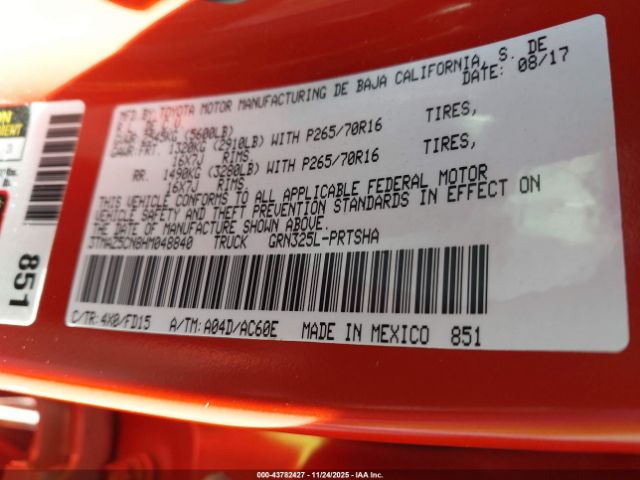 MFD.BY:TOYOTA MOTOR MANUFACTURING DE BAJA CALIFORNIA, S. DE
DATE: 08/17
(5600LB)
GAWR:FRT. 1320KG (2910LB) WITH P265/70R16 TIRES,
16X7J RIMS
RR. 1490KG (3280LB) WITH P265/70R16 TIRES,
16X7J RIMS
THIS VEHICLE CONFORMS TO ALL APPLICABLE FEDERAL MOTOR
VEHICLE SAFETY AND THEFT PREVENTION STANDARDS IN EFFECT ON
THE DATE OF MANUFACTURE SHOWN ABOVE.
3TMAZ5CN8HM048840 TRUCK GRN325L-PRTSHA
C/TR:4X0/FD15 A/TM:A04D/AC60E MADE IN MEXICO 851
851
000-43782427 - 11/24/2025 - IAAI.com